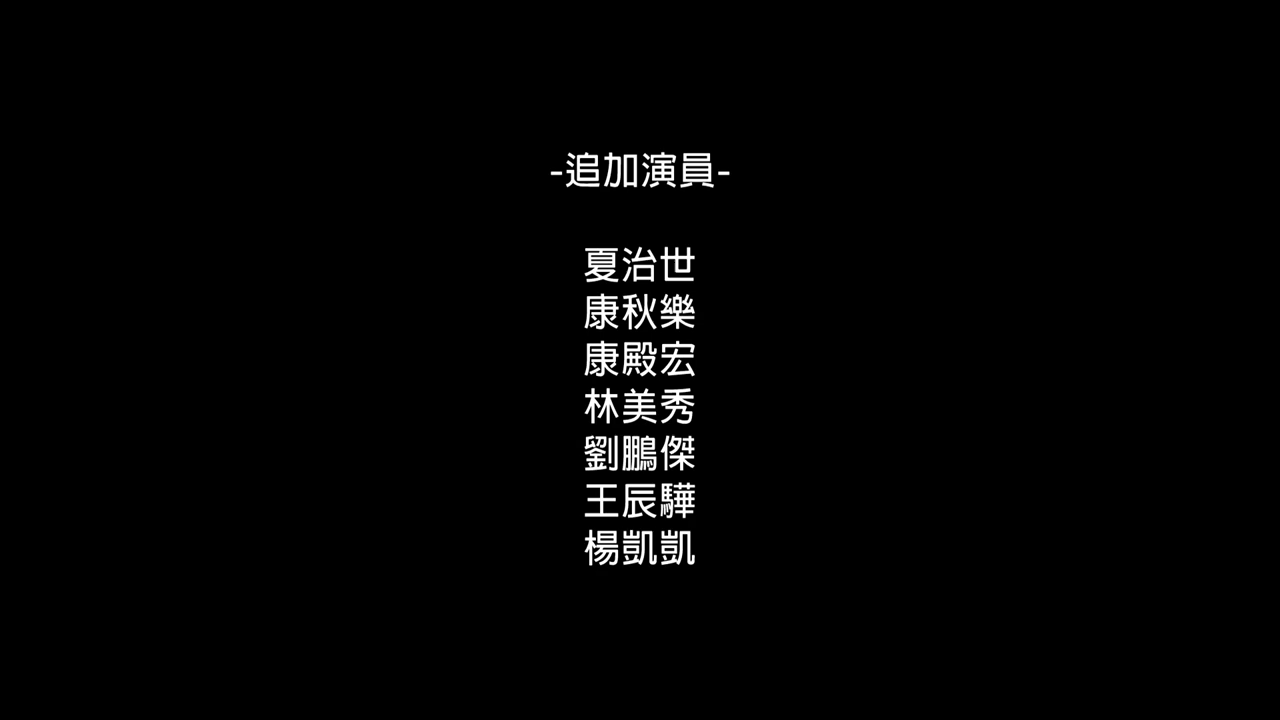 -追加演員-
夏治世
康秋樂
康殿宏
林美秀
劉鵬傑
王辰驊
楊凱凱